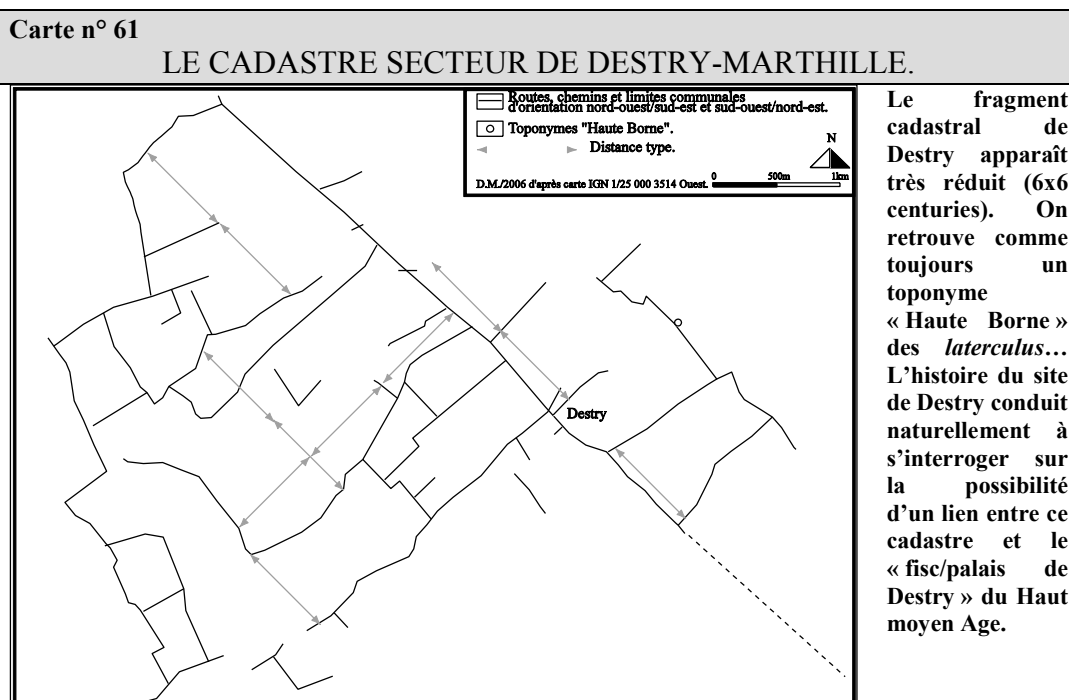 Carte n° 61
LE CADASTRE SECTEUR DE DESTRY-MARTHILLE.
Routes, chemins et limites communales
d'orientation nord-ouest/sud-est et sud-ouest/nord-est.
Toponymes "Haute Borne".
Distance type.
N
D.M./2006 d'après carte IGN 1/25 000 3514 Ouest.
0 500m 1km
Destry
Le fragment
cadastral de
Destry apparaît
très réduit (6x6
centuries). On
retrouve comme
toujours un
toponyme
« Haute Borne »
des laterculus…
L'histoire du site
de Destry conduit
naturellement à
s'interroger sur
la possibilité
d'un lien entre ce
cadastre et le
« fisc/palais de
Destry » du Haut
moyen Age.